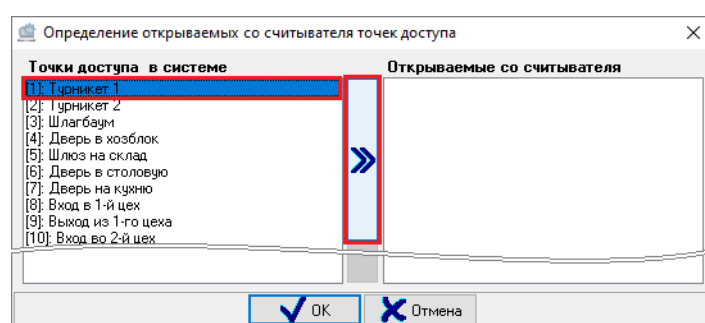 Определение открываемых со считывателя точек доступа
Точки доступа в системе
Открываемые со считывателя
[1]: Турникет 1
[2]: Турникет 2
[3]: Шлагбаум
[4]: Дверь в хозблок
[5]: Шлюз на склад
[6]: Дверь в столовую
[7]: Дверь на кухню
[8]: Вход в 1-й цех
[9]: Выход из 1-го цеха
[10]: Вход во 2-й цех
OK
Отмена